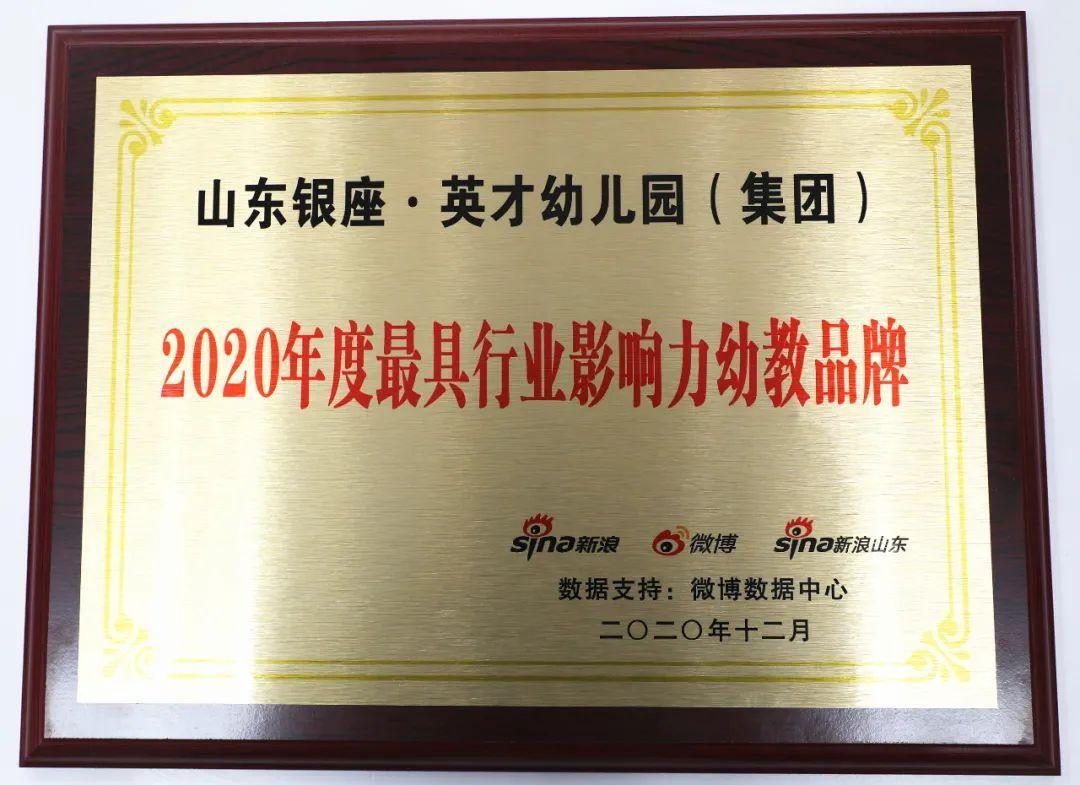 山东银座·英才幼儿园（集团）
2020年度最具行业影响力幼教品牌
sina新浪 微博 sina新浪山东
数据支持：微博数据中心
二〇二〇年十二月